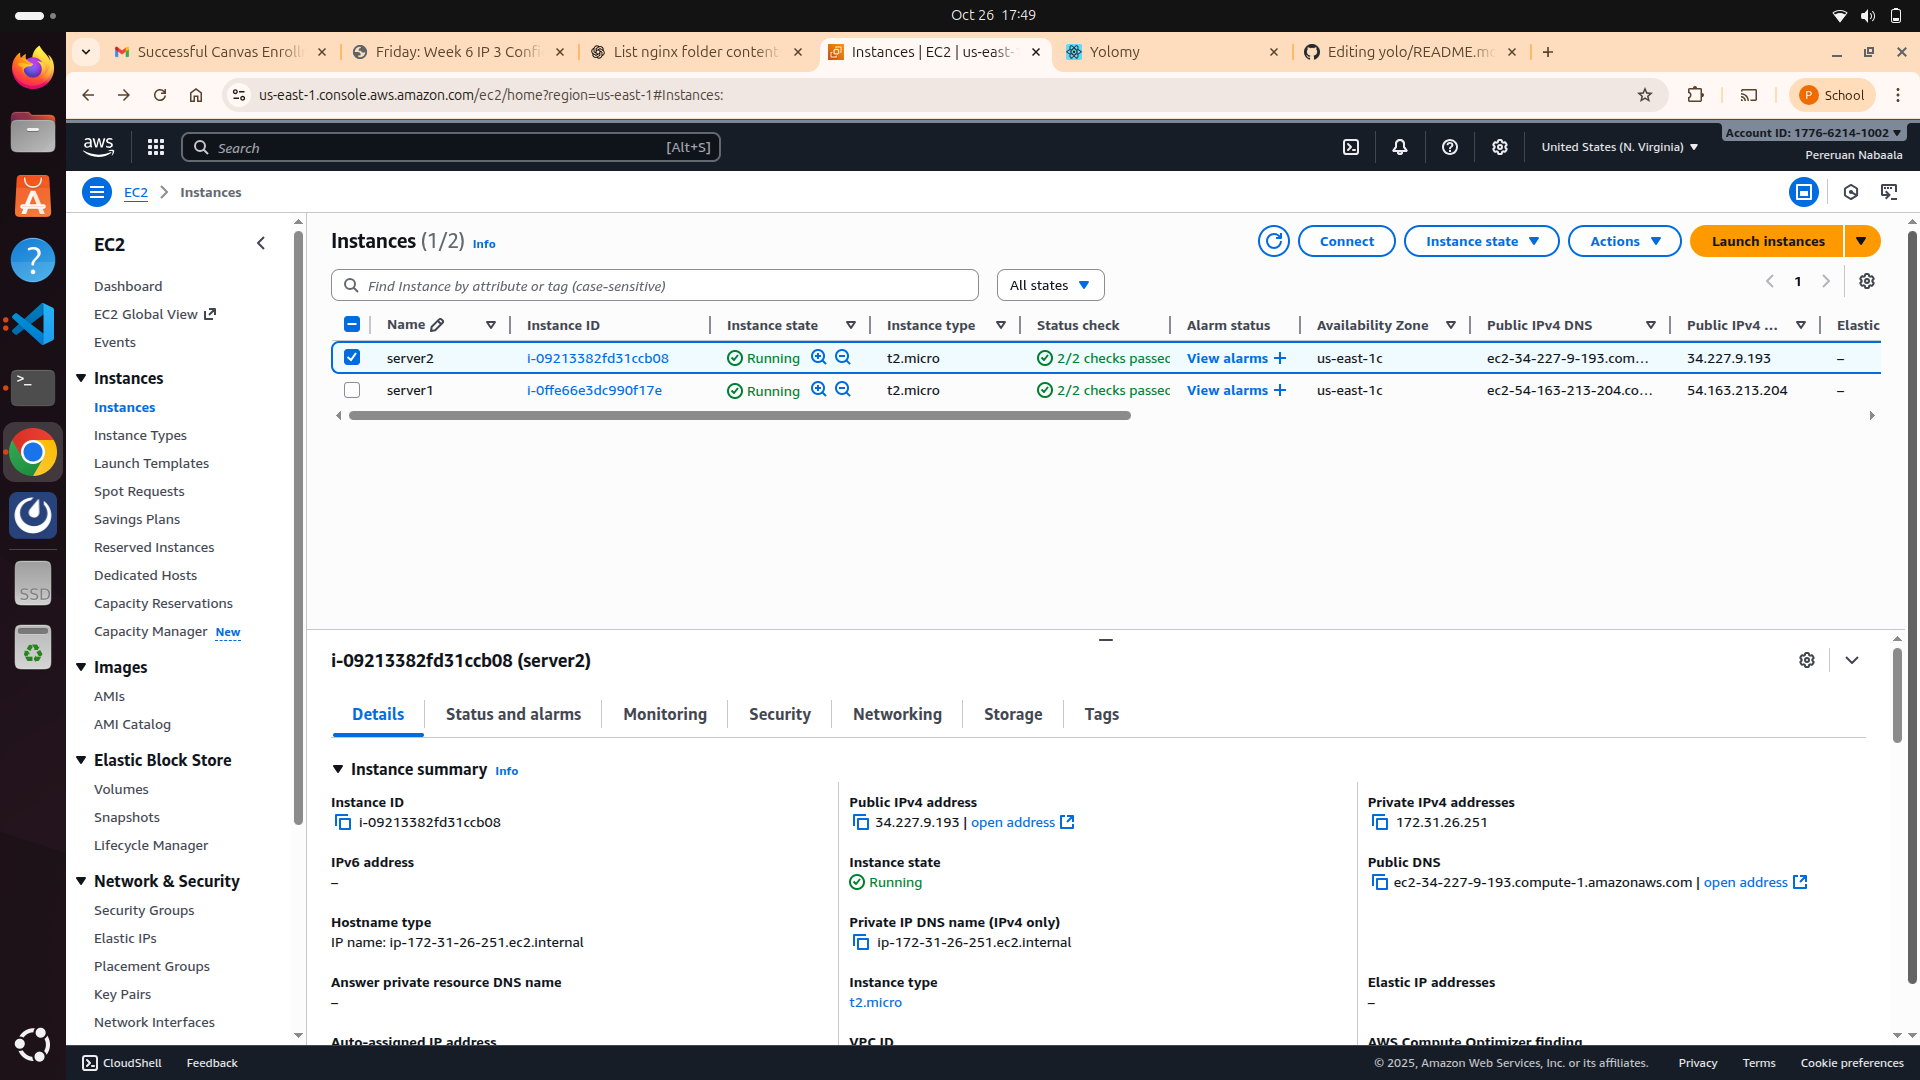 Oct 26 17:49
Successful Canvas Enroll
Friday: Week 6 IP 3 Confi
List nginx folder content
Instances | EC2 | us-east-
Yolomy
Editing yolo/README.m
us-east-1.console.aws.amazon.com/ec2/home?region=us-east-1#Instances:
P School
aws
Search [Alt+S]
United States (N. Virginia)
Account ID: 1776-6214-1002
Pereruan Nabaala
EC2 Instances
EC2
Dashboard
EC2 Global View
Events
Instances
Instances
Instance Types
Launch Templates
Spot Requests
Savings Plans
Reserved Instances
Dedicated Hosts
Capacity Reservations
Capacity Manager New
Images
AMIs
AMI Catalog
Elastic Block Store
Volumes
Snapshots
Lifecycle Manager
Network & Security
Security Groups
Elastic IPs
Placement Groups
Key Pairs
Network Interfaces
Instances (1/2) Info
Connect
Instance state
Actions
Launch instances
Find Instance by attribute or tag (case-sensitive)
All states
1
Name Instance ID Instance state Instance type Status check Alarm status Availability Zone Public IPv4 DNS Public IPv4 ... Elastic
server2 i-09213382fd31ccb08 Running t2.micro 2/2 checks passec View alarms + us-east-1c ec2-34-227-9-193.com... 34.227.9.193 –
server1 i-0ffe66e3dc990f17e Running t2.micro 2/2 checks passec View alarms + us-east-1c ec2-54-163-213-204.co... 54.163.213.204 –
i-09213382fd31ccb08 (server2)
Details Status and alarms Monitoring Security Networking Storage Tags
Instance summary Info
Instance ID
i-09213382fd31ccb08
Public IPv4 address
34.227.9.193 | open address
Private IPv4 addresses
172.31.26.251
IPv6 address
–
Instance state
Running
Public DNS
ec2-34-227-9-193.compute-1.amazonaws.com | open address
Hostname type
IP name: ip-172-31-26-251.ec2.internal
Private IP DNS name (IPv4 only)
ip-172-31-26-251.ec2.internal
Answer private resource DNS name
–
Instance type
t2.micro
Elastic IP addresses
–
Auto-assigned IP address
VPC ID
AWS Compute Optimizer finding
SSD
CloudShell Feedback
© 2025, Amazon Web Services, Inc. or its affiliates. Privacy Terms Cookie preferences